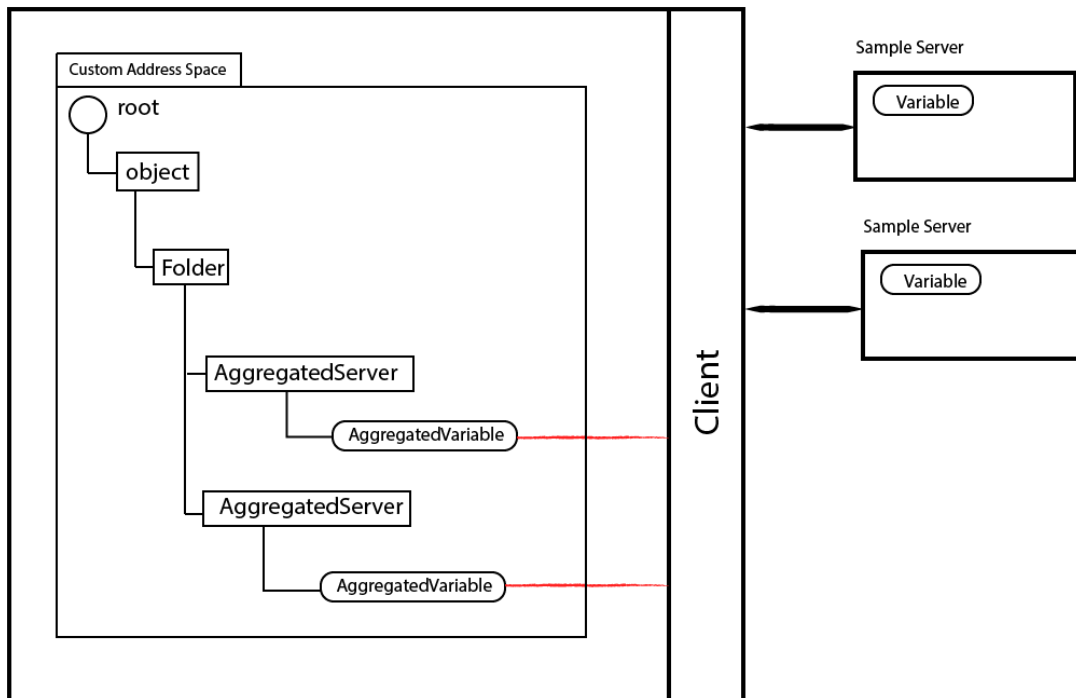 Custom Address Space
root
object
Folder
AggregatedServer
AggregatedVariable
AggregatedServer
AggregatedVariable
Client
Sample Server
Variable
Sample Server
Variable